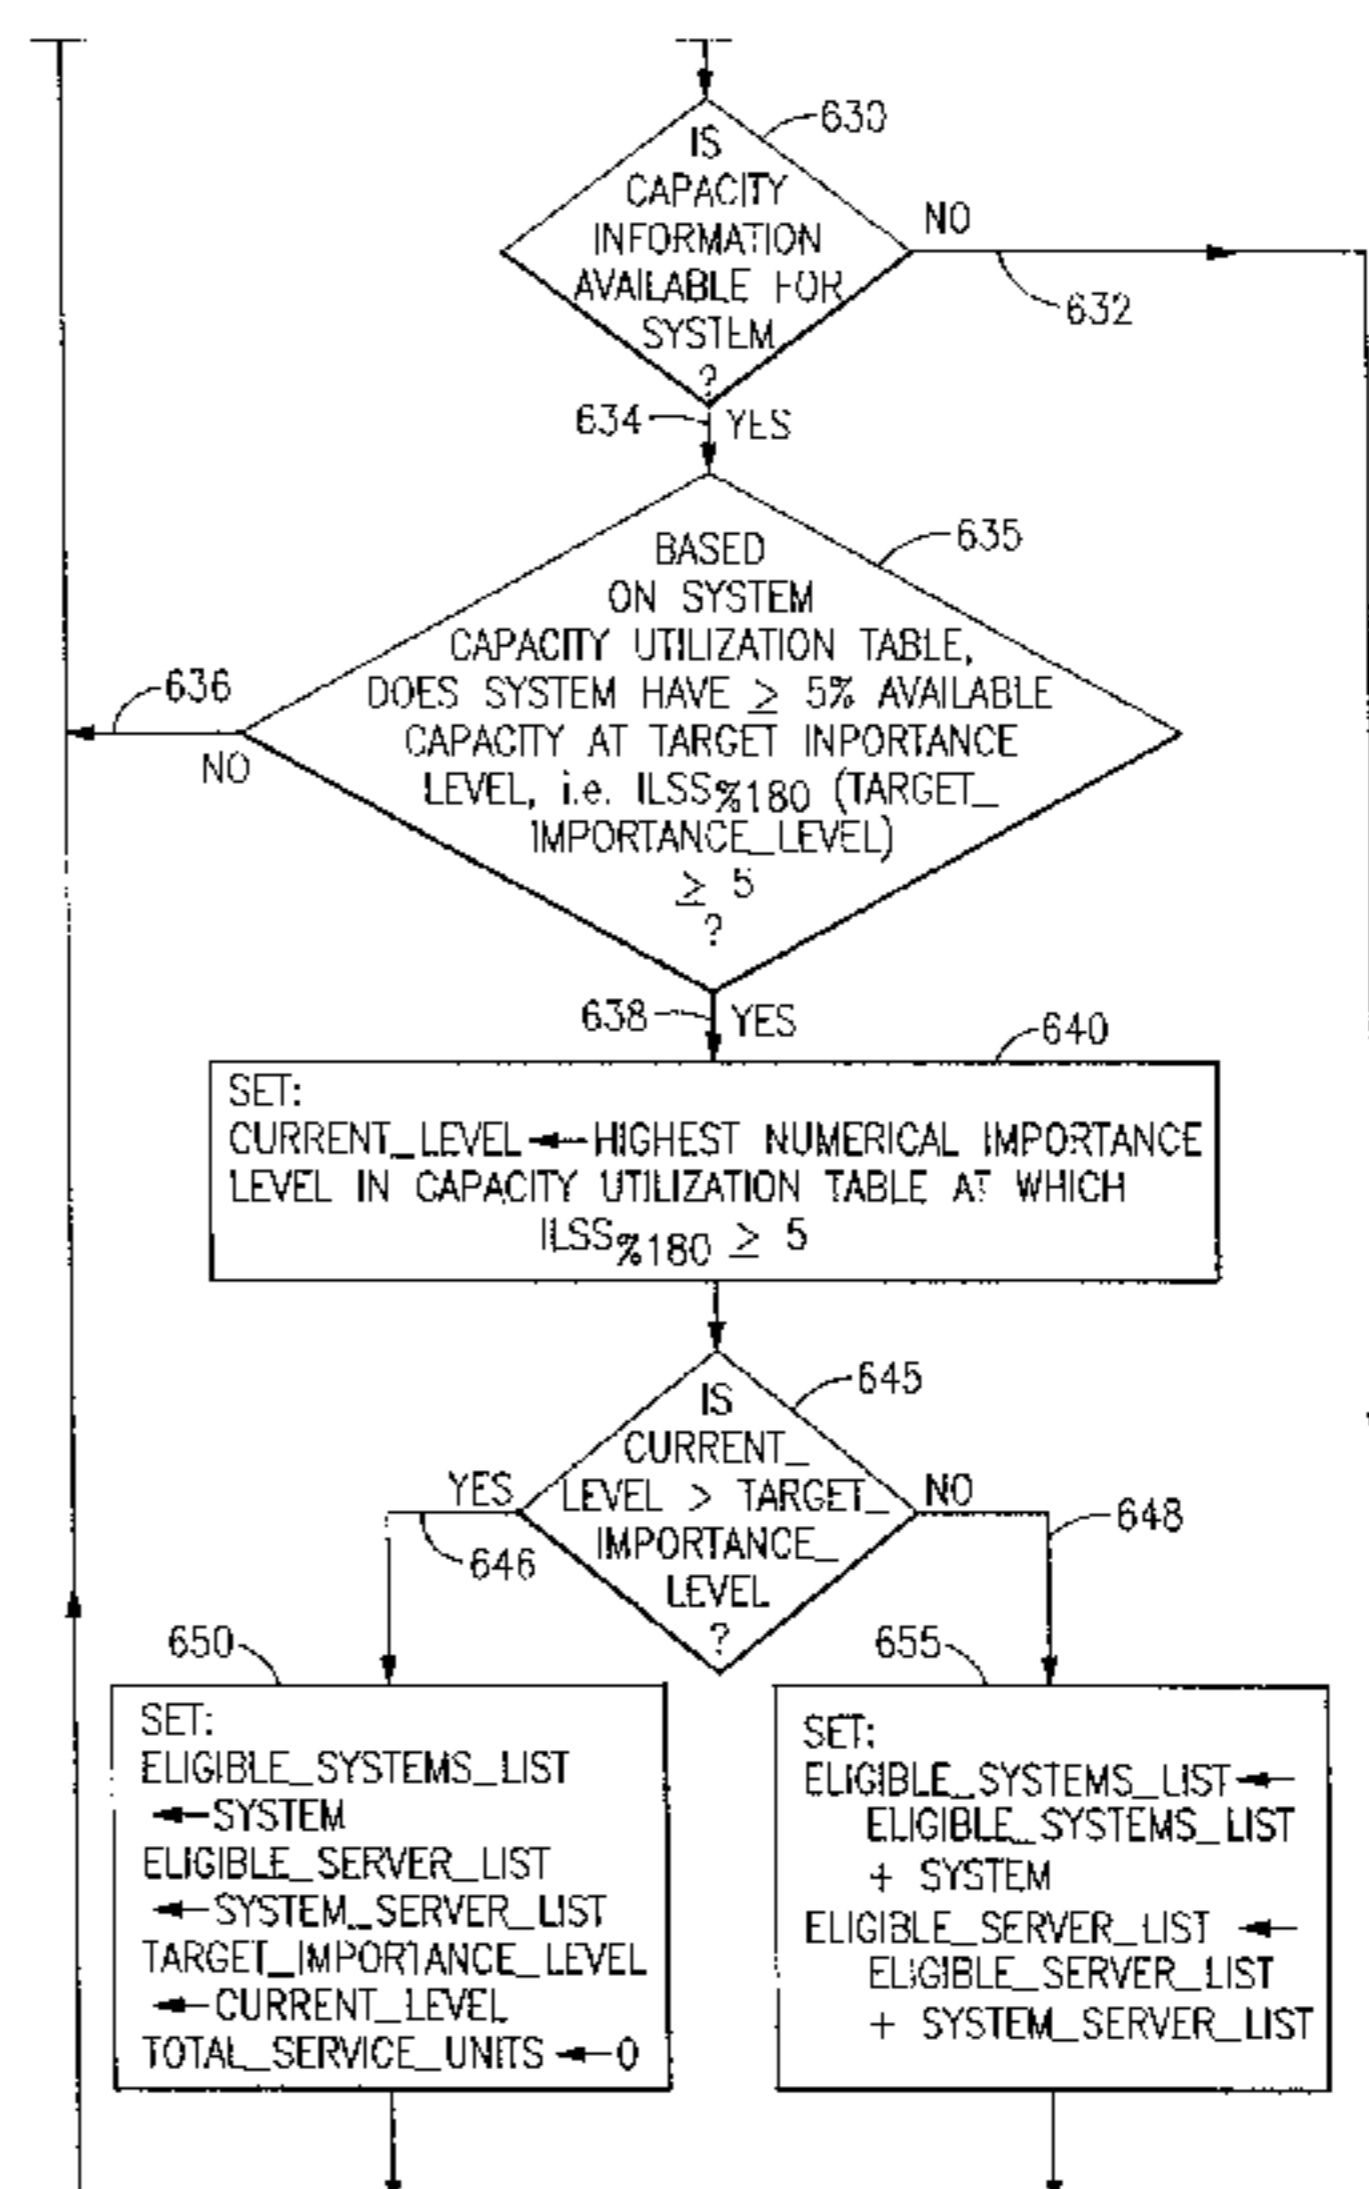 630
IS
CAPACITY
INFORMATION
AVAILABLE FOR
SYSTEM
?
NO
632
634
YES
635
BASED
ON SYSTEM
CAPACITY UTILIZATION TABLE,
DOES SYSTEM HAVE ≥ 5% AVAILABLE
CAPACITY AT TARGET INPORTANCE
LEVEL, i.e. ILSS%180 (TARGET_
IMPORTANCE_LEVEL)
≥ 5
?
636
NO
638
YES
640
SET:
CURRENT_LEVEL ← HIGHEST NUMERICAL IMPORTANCE
LEVEL IN CAPACITY UTILIZATION TABLE AT WHICH
ILSS%180 ≥ 5
645
IS
CURRENT_
LEVEL > TARGET_
IMPORTANCE_
LEVEL
?
YES
646
NO
648
650
SET:
ELIGIBLE_SYSTEMS_LIST
← SYSTEM
ELIGIBLE_SERVER_LIST
← SYSTEM_SERVER_LIST
TARGET_IMPORTANCE_LEVEL
← CURRENT_LEVEL
TOTAL_SERVICE_UNITS ← 0
655
SET:
ELIGIBLE_SYSTEMS_LIST ←
ELIGIBLE_SYSTEMS_LIST
+ SYSTEM
ELIGIBLE_SERVER_LIST ←
ELIGIBLE_SERVER_LIST
+ SYSTEM_SERVER_LIST